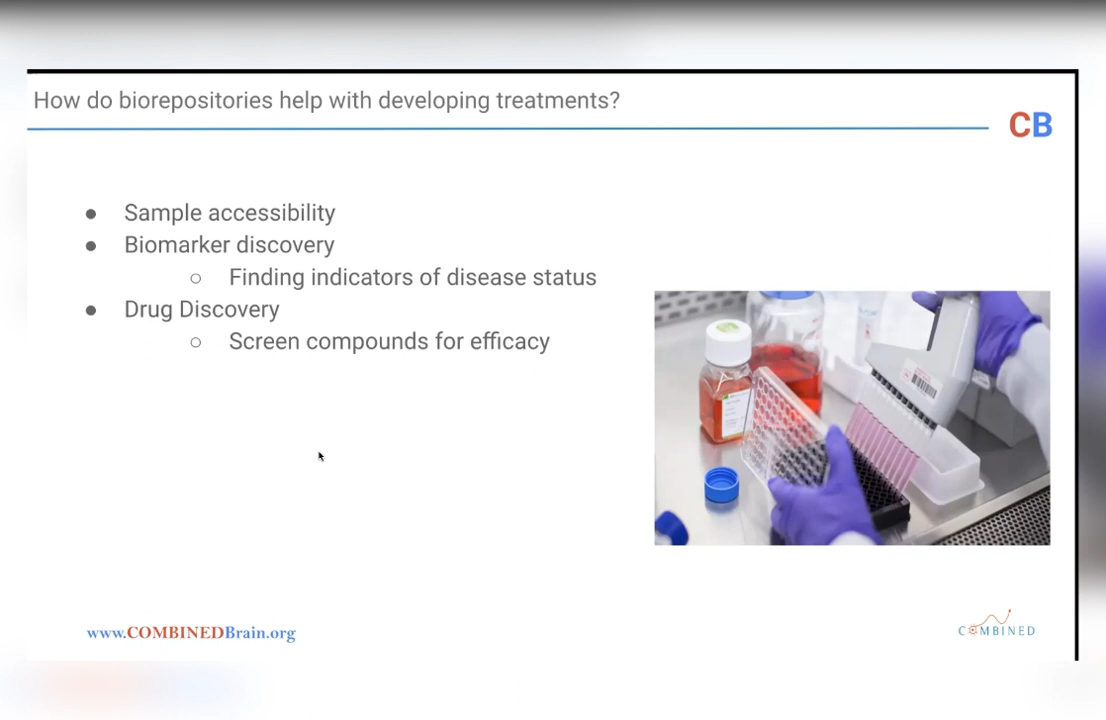 How do biorepositories help with developing treatments?
CB
● Sample accessibility
● Biomarker discovery
○ Finding indicators of disease status
● Drug Discovery
○ Screen compounds for efficacy
www.COMBINEDBrain.org
COMBINED